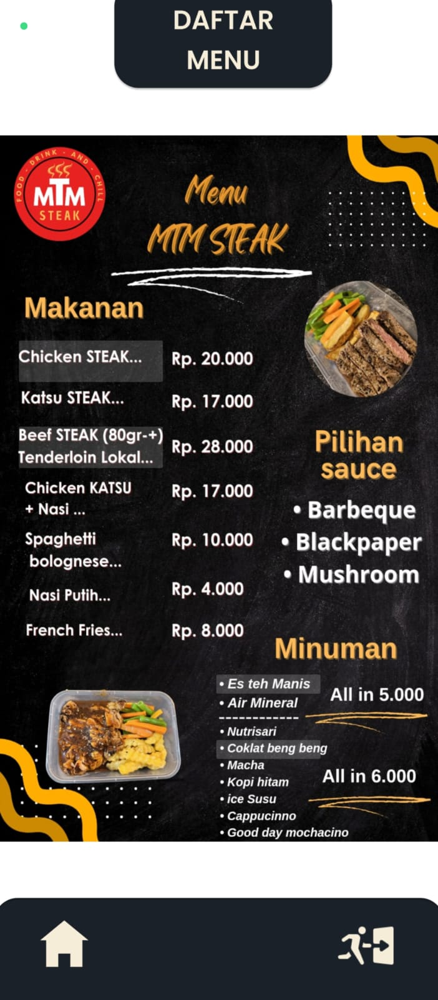 DAFTAR
MENU
FOOD - DRINK - AND - CHILL
MTM
STEAK
Menu
MTM STEAK
Makanan
Chicken STEAK... Rp. 20.000
Katsu STEAK... Rp. 17.000
Beef STEAK (80gr-+)
Tenderloin Lokal... Rp. 28.000
Chicken KATSU
+ Nasi ... Rp. 17.000
Spaghetti
bolognese... Rp. 10.000
Nasi Putih... Rp. 4.000
French Fries... Rp. 8.000
Pilihan
sauce
• Barbeque
• Blackpaper
• Mushroom
Minuman
• Es teh Manis
• Air Mineral
All in 5.000
------------
• Nutrisari
• Coklat beng beng
• Macha
• Kopi hitam
• ice Susu
• Cappucinno
• Good day mochacino
All in 6.000